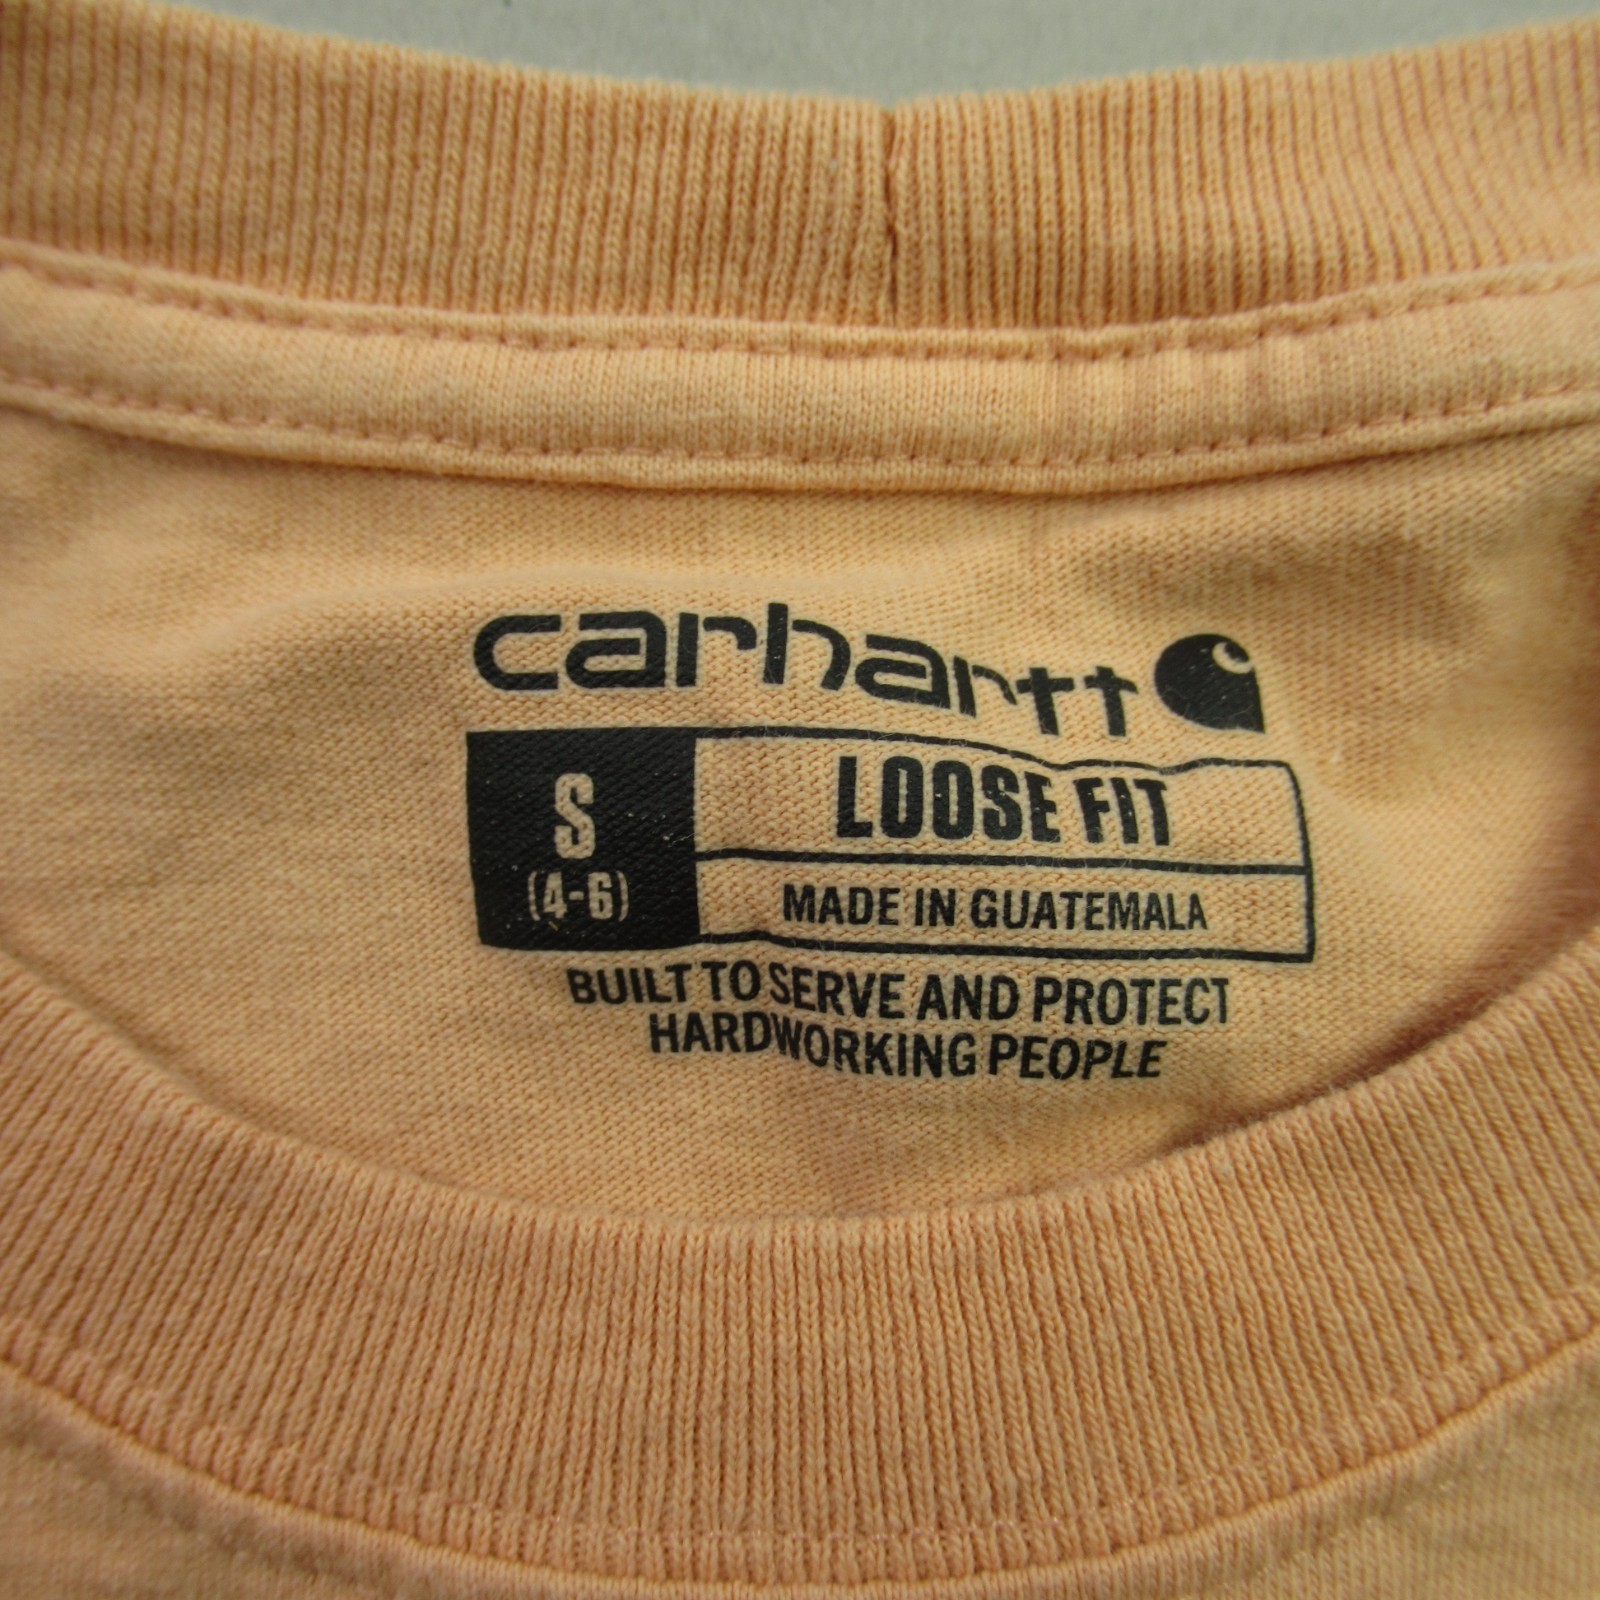 carhartt
S
(4-6)
LOOSE FIT
MADE IN GUATEMALA
BUILT TO SERVE AND PROTECT
HARDWORKING PEOPLE